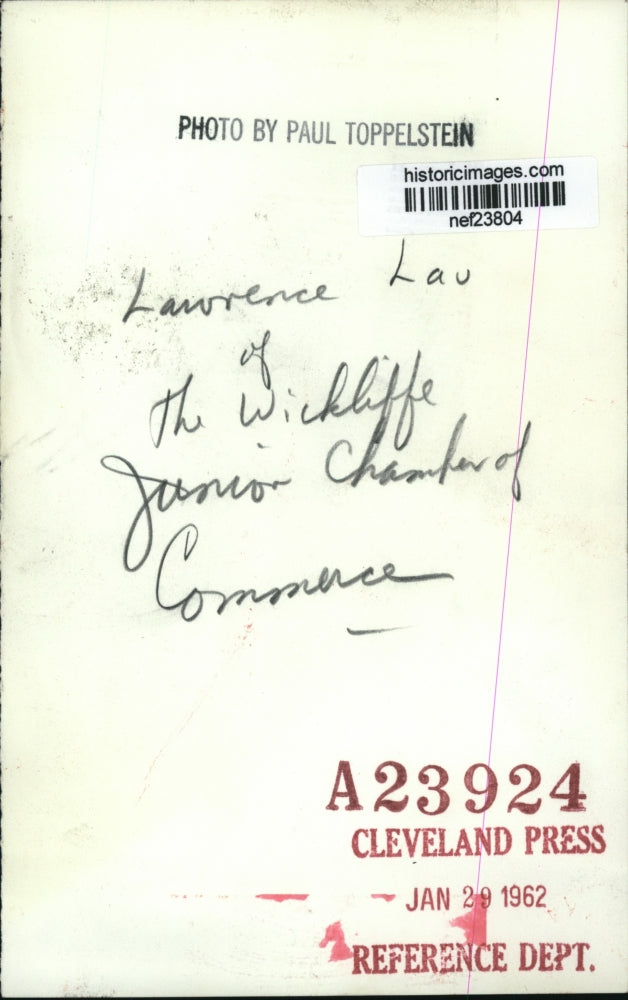 PHOTO BY PAUL TOPPELSTEIN
historicimages.com
nef23804
Lawrence Lau
of
The Wickliffe
Junior Chamber of
Commerce
A23924
CLEVELAND PRESS
JAN 29 1962
REFERENCE DEPT.